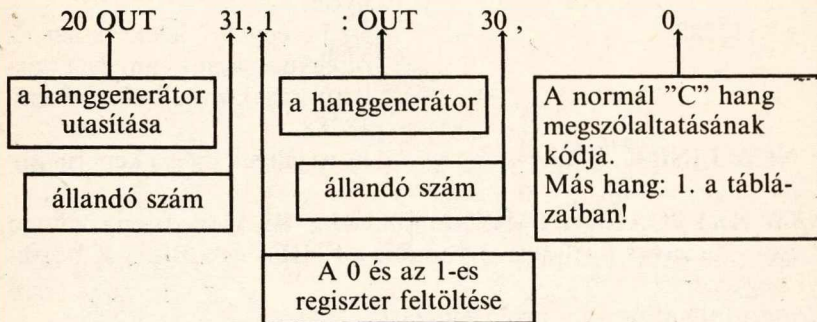 20 OUT 31, 1 : OUT 30 , 0
a hanggenerátor
utasítása
a hanggenerátor
A normál "C" hang
megszólaltatásának
kódja.
Más hang: l. a táblá-
zatban!
állandó szám
állandó szám
A 0 és az 1-es
regiszter feltöltése